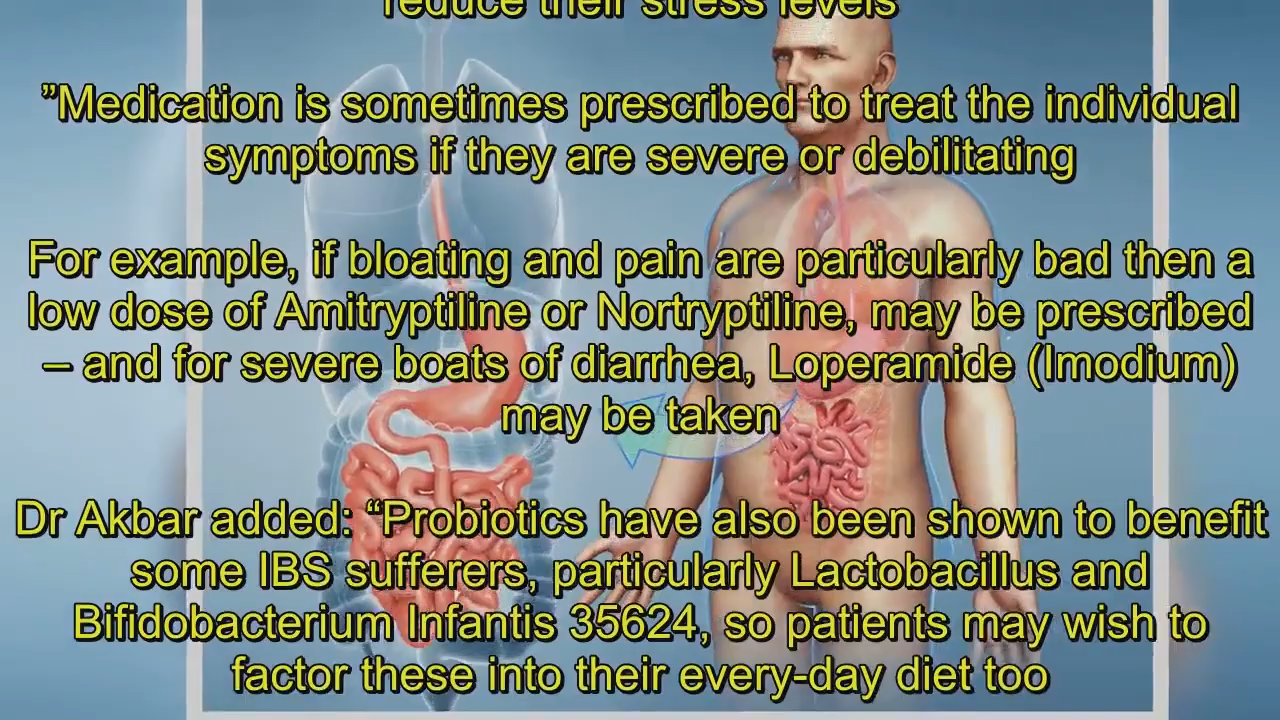 reduce their stress levels
”Medication is sometimes prescribed to treat the individual
symptoms if they are severe or debilitating
For example, if bloating and pain are particularly bad then a
low dose of Amitryptiline or Nortryptiline, may be prescribed
– and for severe boats of diarrhea, Loperamide (Imodium)
may be taken
Dr Akbar added: “Probiotics have also been shown to benefit
some IBS sufferers, particularly Lactobacillus and
Bifidobacterium Infantis 35624, so patients may wish to
factor these into their every-day diet too